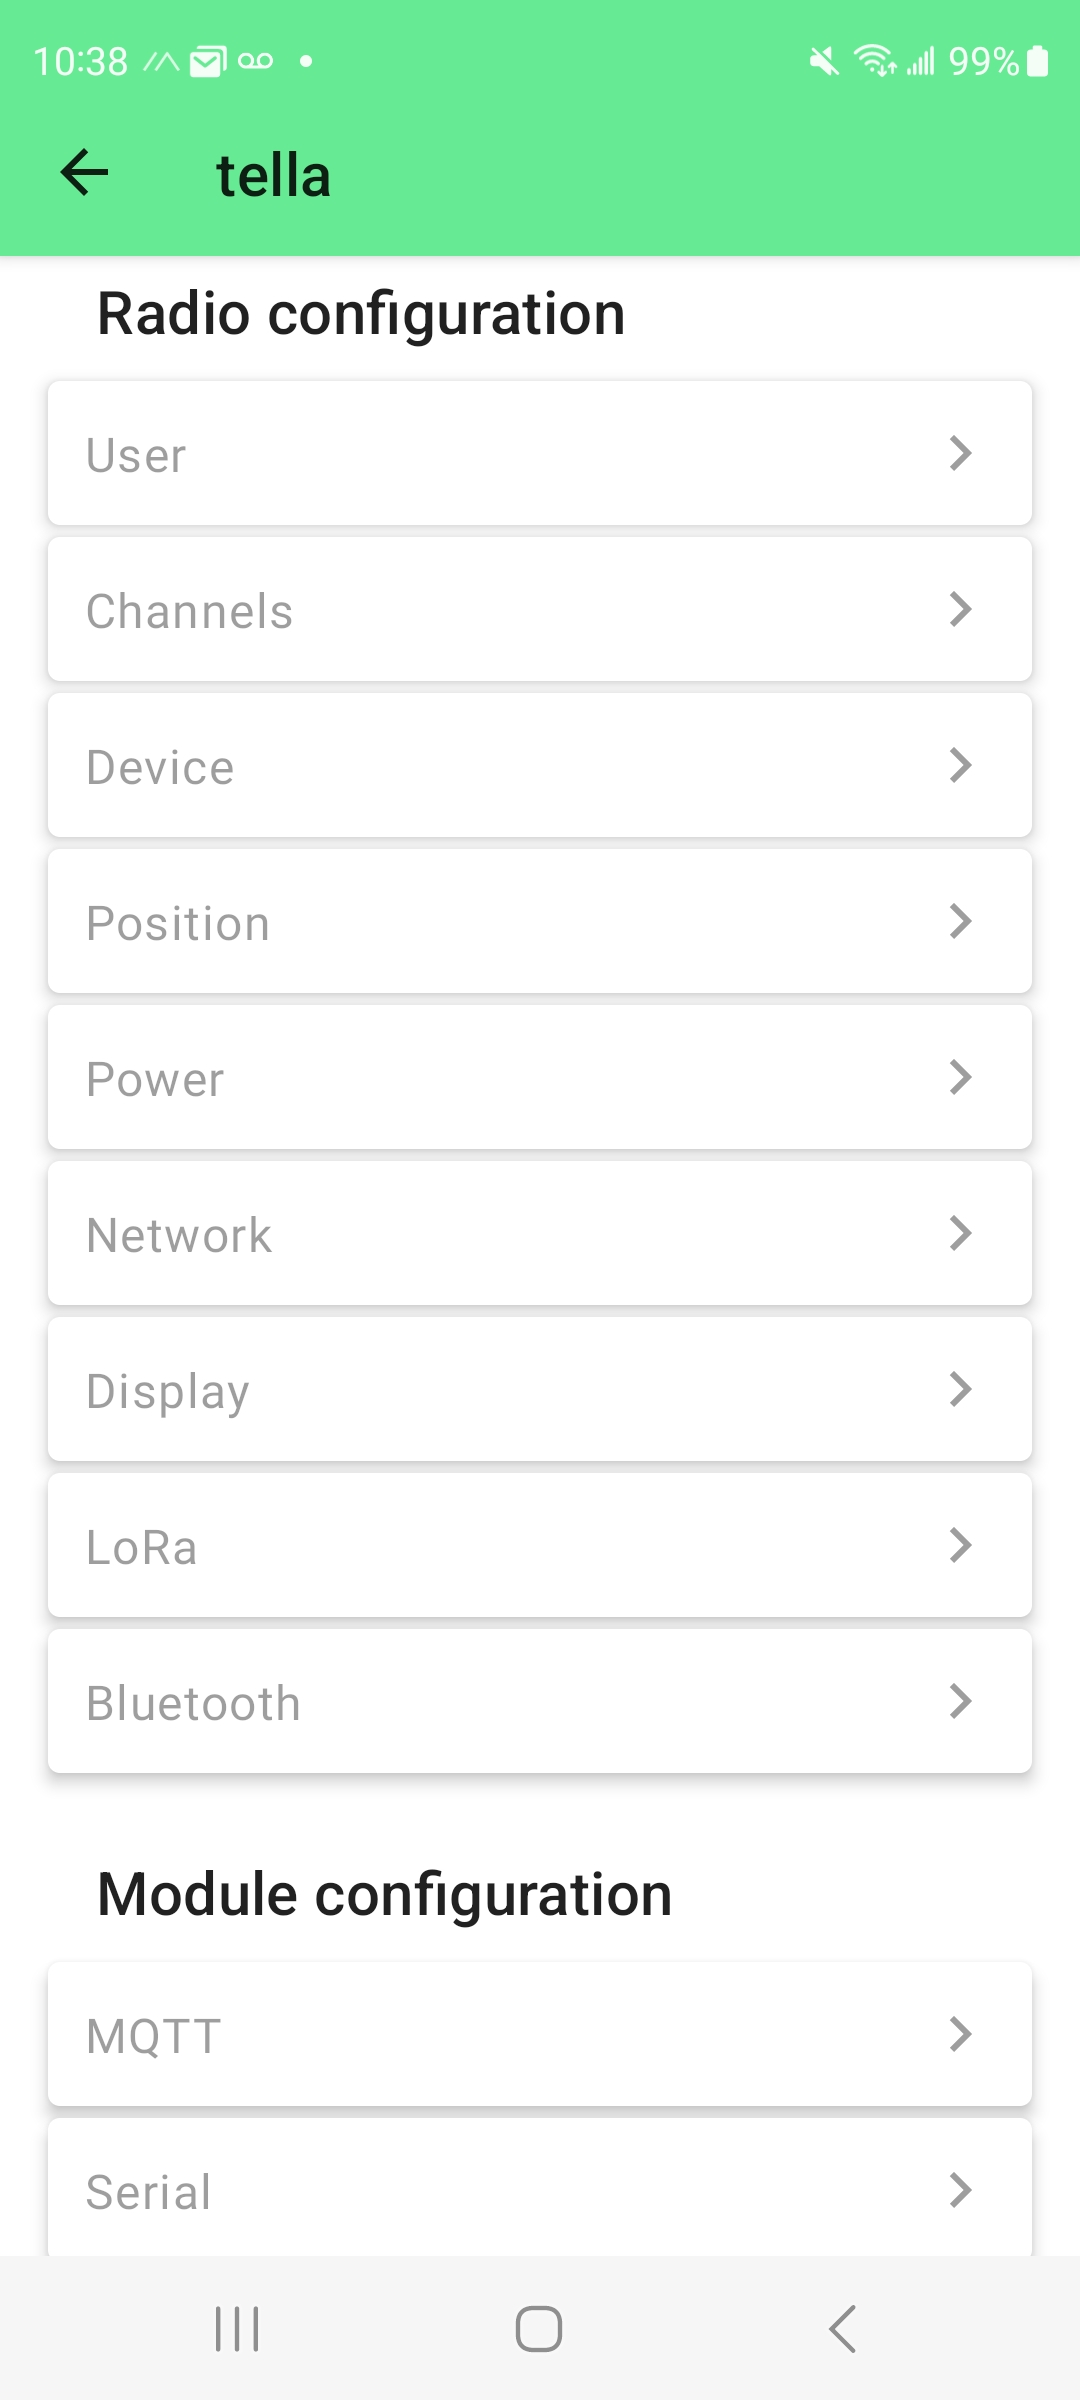 10:38 99%
tella
Radio configuration
User
Channels
Device
Position
Power
Network
Display
LoRa
Bluetooth
Module configuration
MQTT
Serial